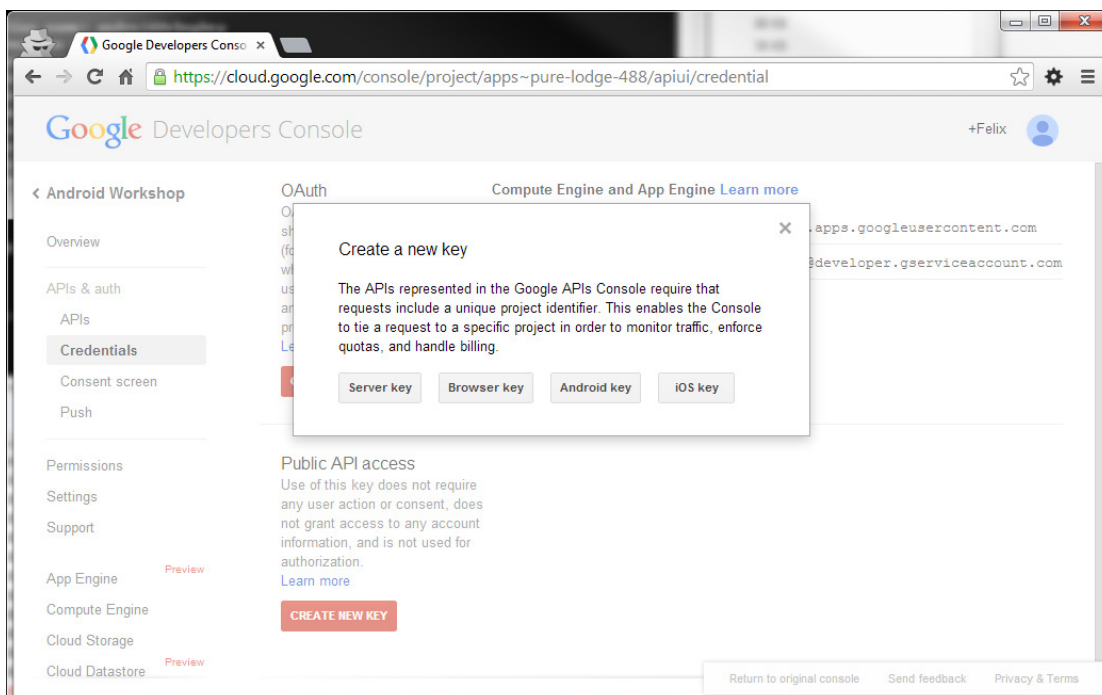 Google Developers Conso
https://cloud.google.com/console/project/apps~pure-lodge-488/apiui/credential
Google Developers Console
+Felix
Android Workshop
Overview
APIs & auth
APIs
Credentials
Consent screen
Push
Permissions
Settings
Support
App Engine
Preview
Compute Engine
Cloud Storage
Cloud Datastore
Preview
OAuth
Compute Engine and App Engine Learn more
.apps.googleusercontent.com
@developer.gserviceaccount.com
Create a new key
The APIs represented in the Google APIs Console require that
requests include a unique project identifier. This enables the Console
to tie a request to a specific project in order to monitor traffic, enforce
quotas, and handle billing.
Server key
Browser key
Android key
iOS key
Public API access
Use of this key does not require
any user action or consent, does
not grant access to any account
information, and is not used for
authorization.
Learn more
CREATE NEW KEY
Return to original console
Send feedback
Privacy & Terms